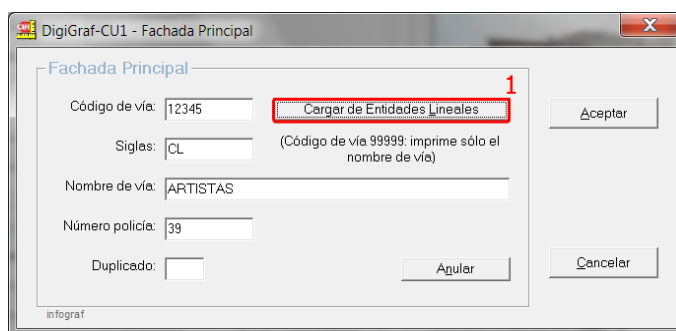 DigiGraf-CU1 - Fachada Principal
X
Fachada Principal
1
Código de vía: 12345
Cargar de Entidades Lineales
Aceptar
Siglas: CL
(Código de vía 99999: imprime sólo el
nombre de vía)
Nombre de vía: ARTISTAS
Número policía: 39
Duplicado:
Anular
Cancelar
infograf